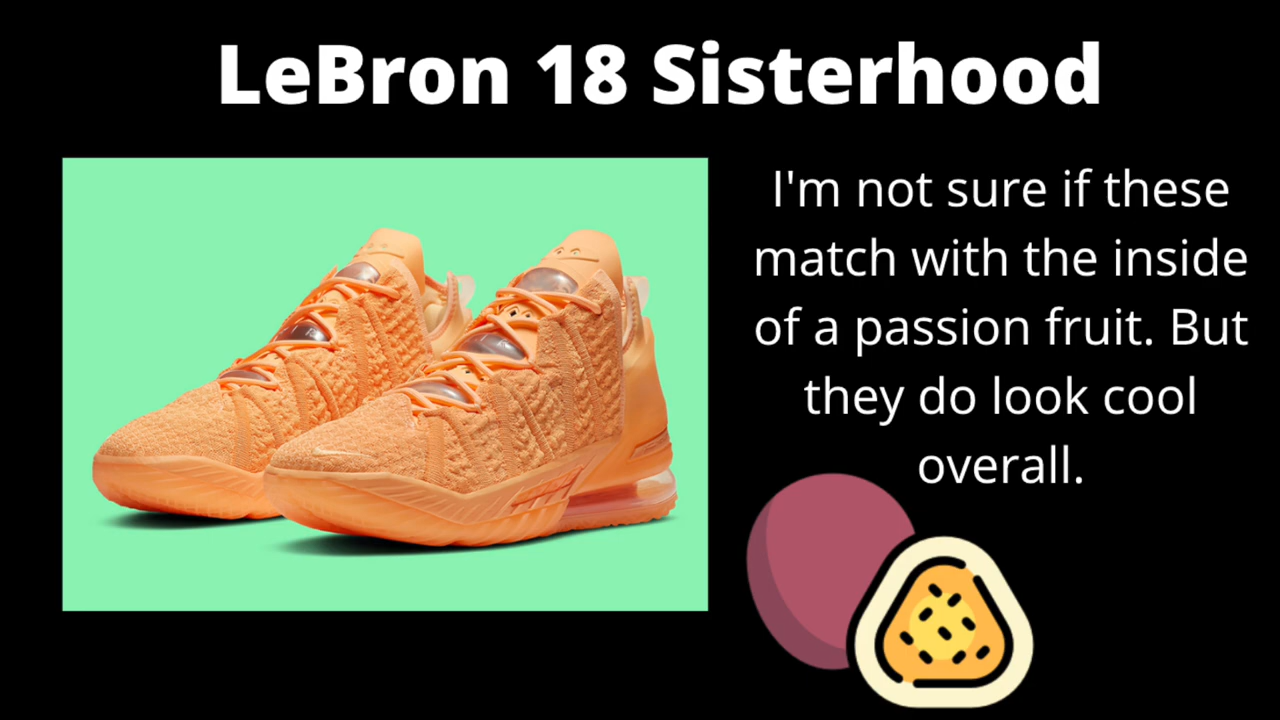 LeBron 18 Sisterhood
I'm not sure if these
match with the inside
of a passion fruit. But
they do look cool
overall.